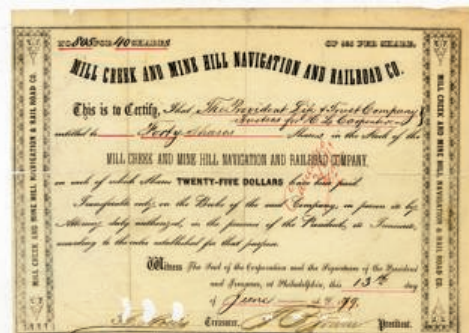 No. 808 FOR 40 SHARES OF $25 PER SHARE.
MILL CREEK AND MINE HILL NAVIGATION AND RAILROAD CO.
This is to Certify, That The Provident Life & Trust Company
Trustees for
entitled to Forty Shares Shares in the Stock of the
MILL CREEK AND MINE HILL NAVIGATION AND RAILROAD COMPANY,
on each of which Shares TWENTY-FIVE DOLLARS have been paid
Transferable only on the Books of the said Company, in person or by
Attorney duly authorized, in the presence of the President, or Treasurer,
according to the rules established for that purpose.
Witness The Seal of the Corporation and the Signature of the President
and Treasurer, at Philadelphia, this 13th day
of June 1899.
Treasurer. President.
MILL CREEK AND MINE HILL NAVIGATION & RAIL ROAD CO.
MILL CREEK AND MINE HILL NAVIGATION & RAIL ROAD CO.